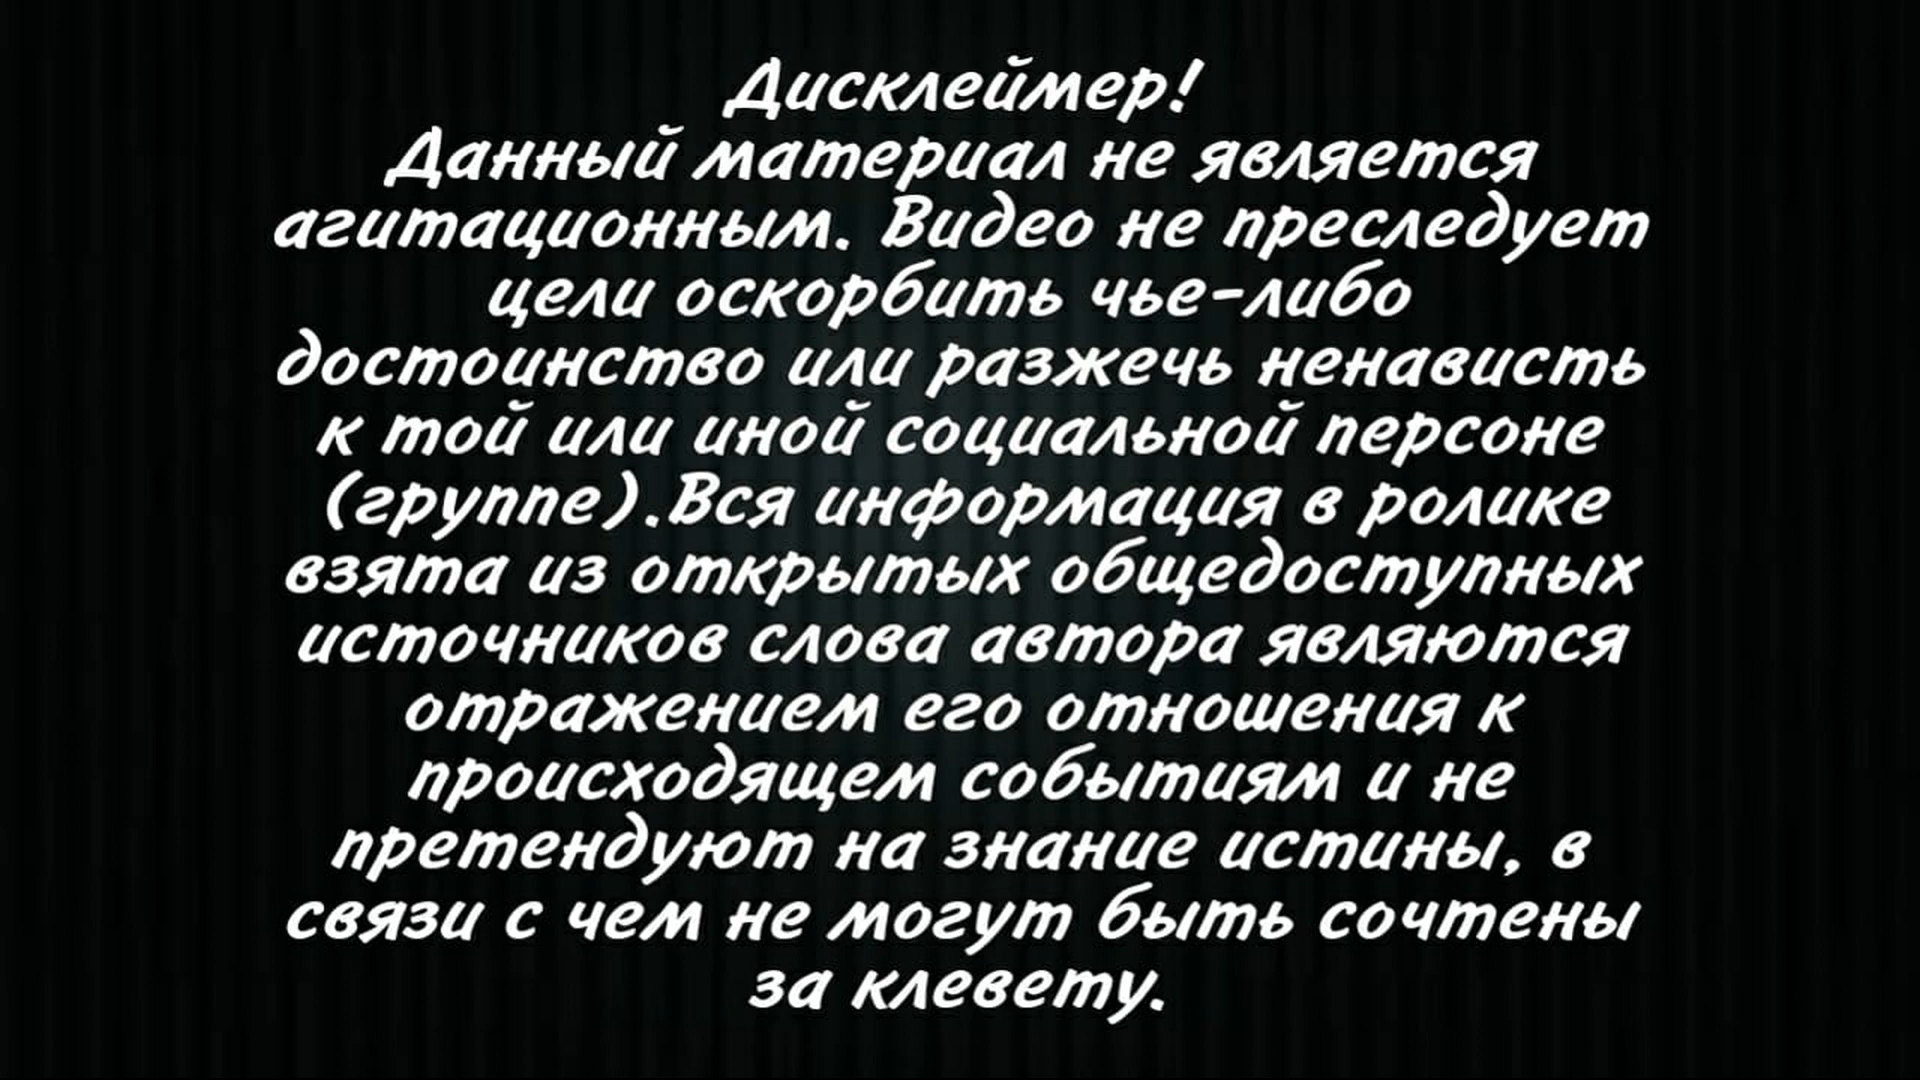 Дисклеймер!
Данный материал не является
агитационным. Видео не преследует
цели оскорбить чье-либо
достоинство или разжечь ненависть
к той или иной социальной персоне
(группе).Вся информация в ролике
взята из открытых общедоступных
источников слова автора являются
отражением его отношения к
происходящем событиям и не
претендуют на знание истины, в
связи с чем не могут быть сочтены
за клевету.